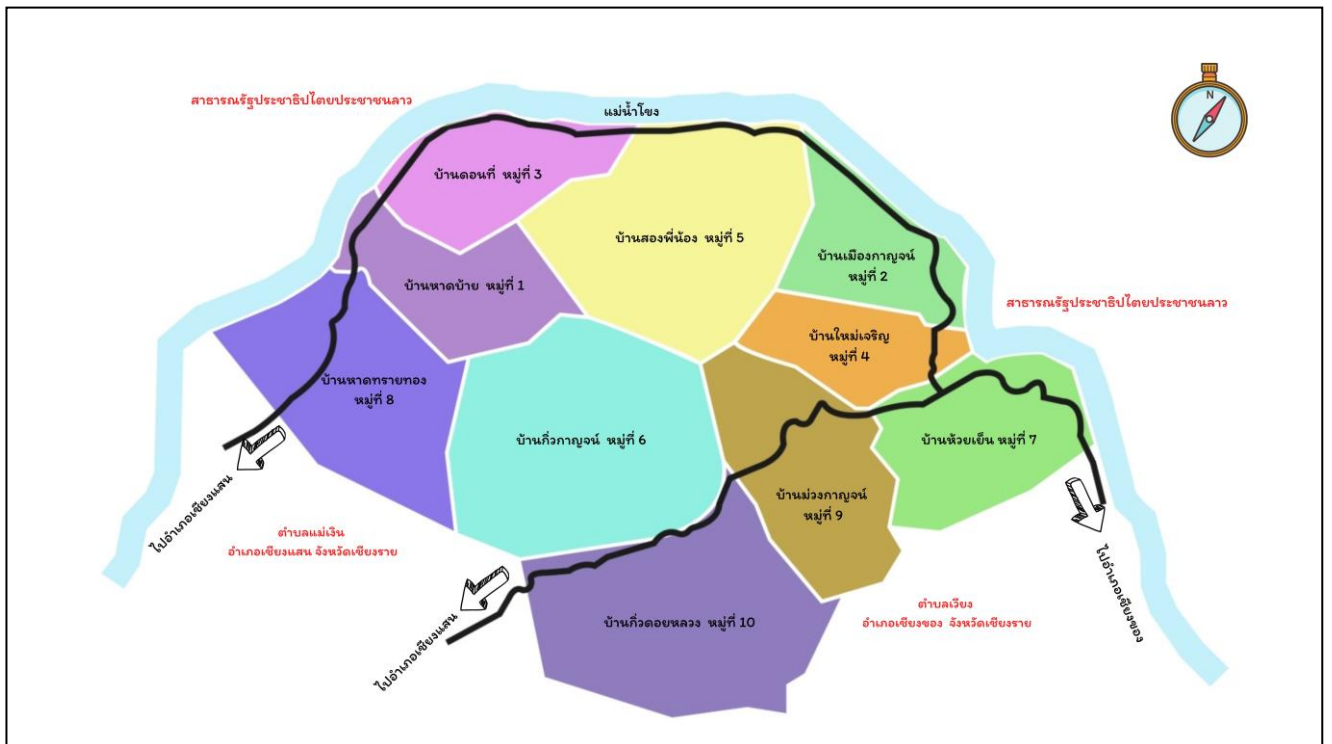 สาธารณรัฐประชาธิปไตยประชาชนลาว
แม่น้ำโขง
N
บ้านดอนที่ หมู่ที่ 3
บ้านสองพี่น้อง หมู่ที่ 5
บ้านเมืองกาญจน์
หมู่ที่ 2
บ้านหาดบ้าย หมู่ที่ 1
สาธารณรัฐประชาธิปไตยประชาชนลาว
บ้านใหม่เจริญ
หมู่ที่ 4
บ้านหาดทรายทอง
หมู่ที่ 8
บ้านกิ่วกาญจน์ หมู่ที่ 6
บ้านห้วยเย็น หมู่ที่ 7
บ้านม่วงกาญจน์
หมู่ที่ 9
ไปอำเภอเชียงแสน
ตำบลแม่เงิน
อำเภอเชียงแสน จังหวัดเชียงราย
ไปอำเภอเชียงของ
ตำบลเวียง
อำเภอเชียงของ จังหวัดเชียงราย
บ้านกิ่วดอยหลวง หมู่ที่ 10
ไปอำเภอเชียงแสน